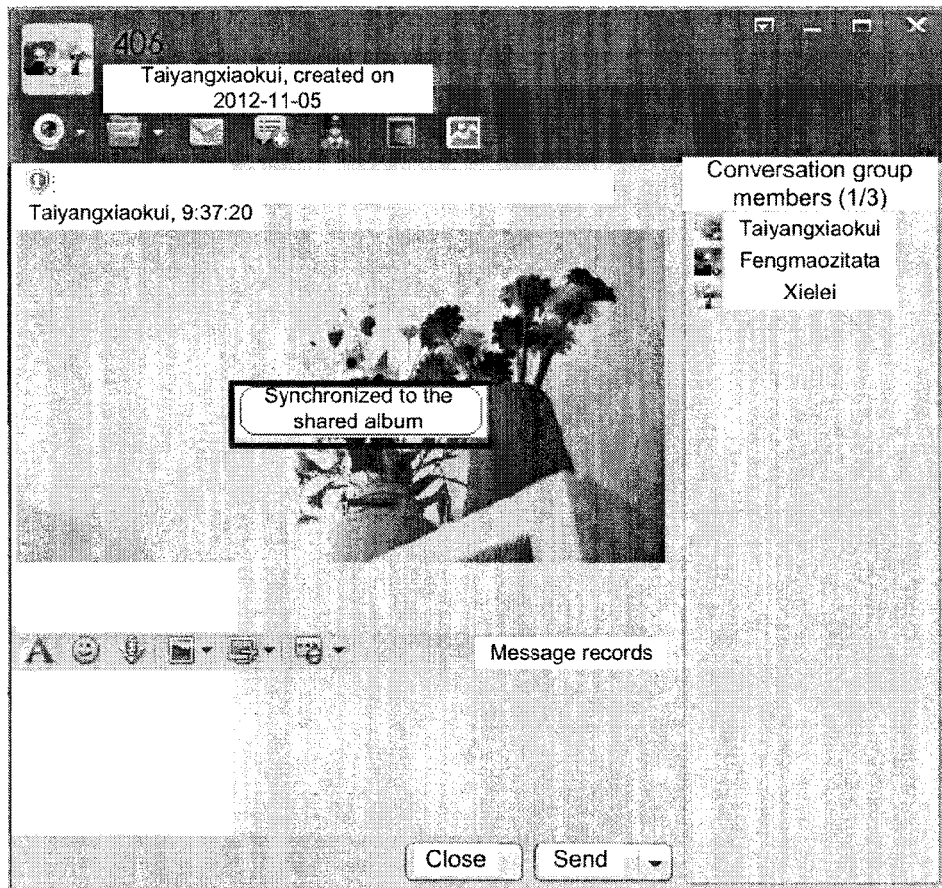 406
Taiyangxiaokui, created on
2012-11-05
Conversation group
members (1/3)
Taiyangxiaokui, 9:37:20
Taiyangxiaokui
Fengmaozitata
Xielei
Synchronized to the
shared album
A
Message records
Close
Send